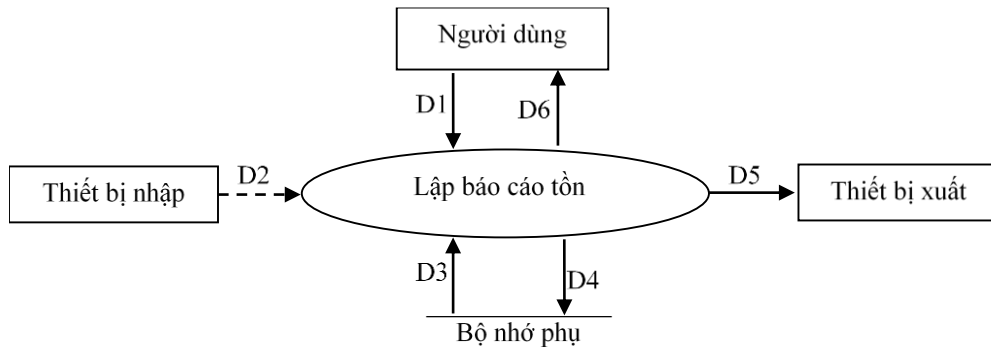 Người dùng
D1
D6
Thiết bị nhập
D2
Lập báo cáo tồn
D5
Thiết bị xuất
D3
D4
Bộ nhớ phụ